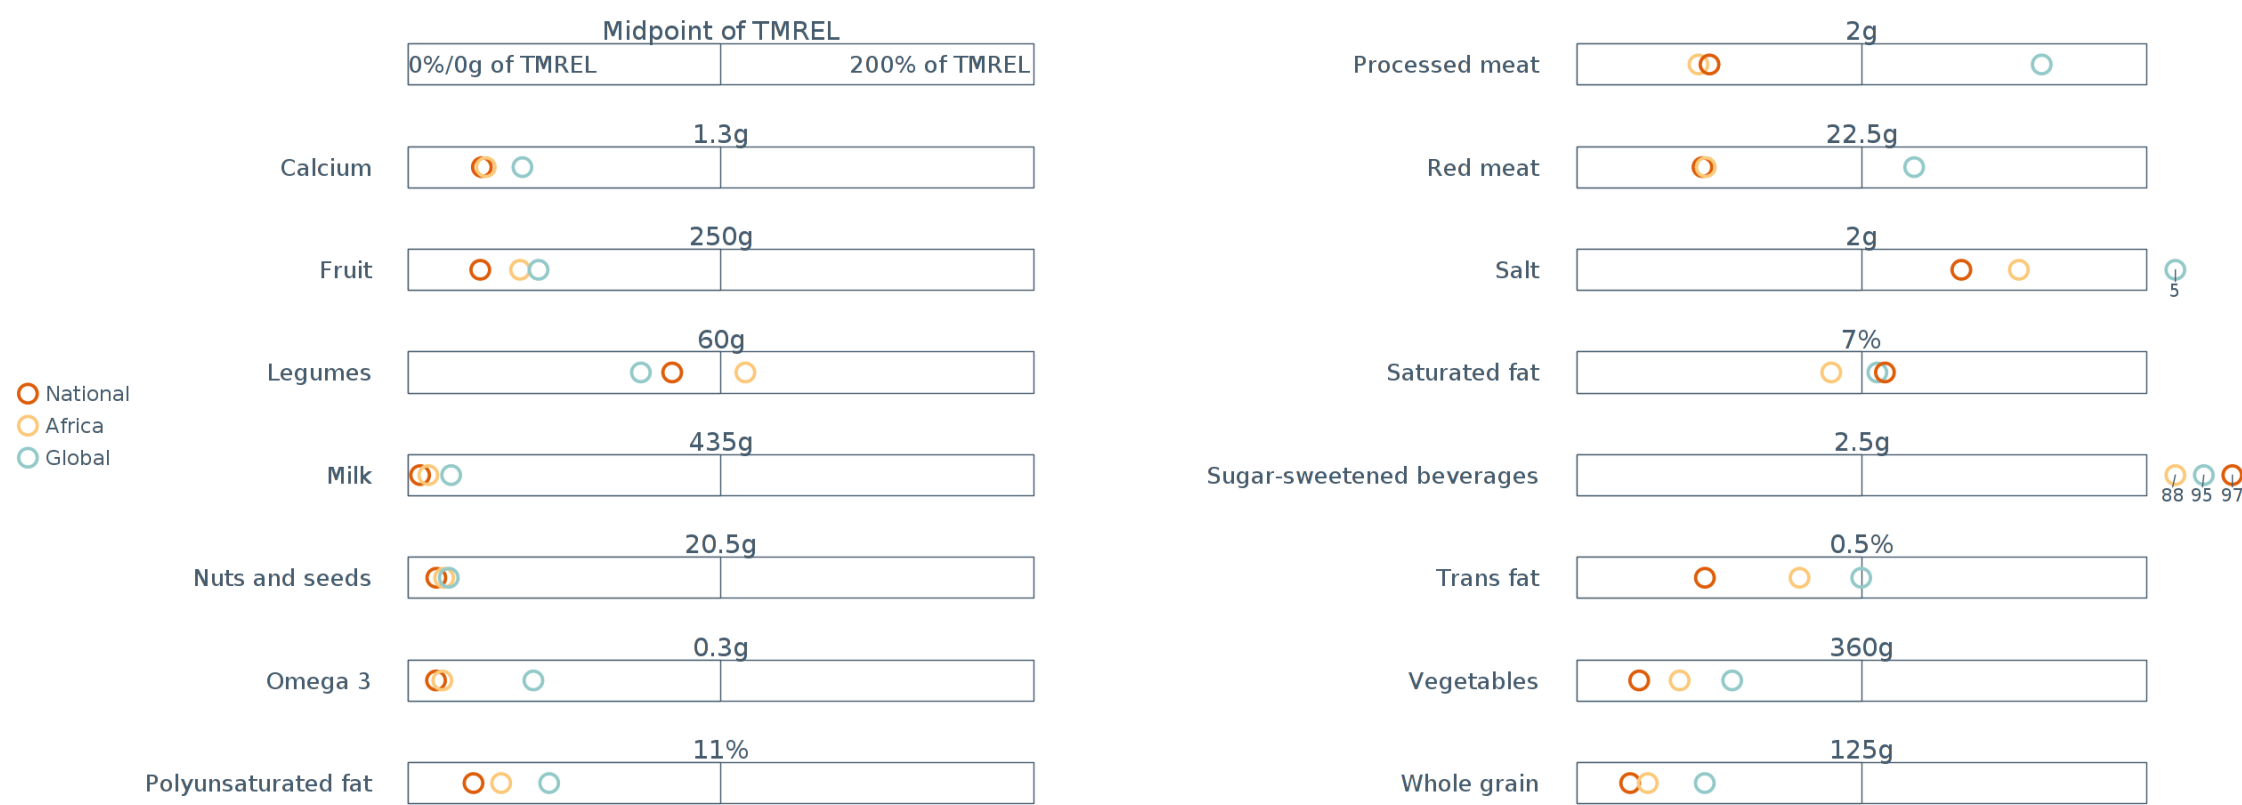 Midpoint of TMREL
0%/0g of TMREL 200% of TMREL
1.3g
Calcium
250g
Fruit
60g
Legumes
435g
Milk
20.5g
Nuts and seeds
0.3g
Omega 3
11%
Polyunsaturated fat
National
Africa
Global
2g
Processed meat
22.5g
Red meat
2g
Salt
5
7%
Saturated fat
2.5g
Sugar-sweetened beverages
88 95 97
0.5%
Trans fat
360g
Vegetables
125g
Whole grain